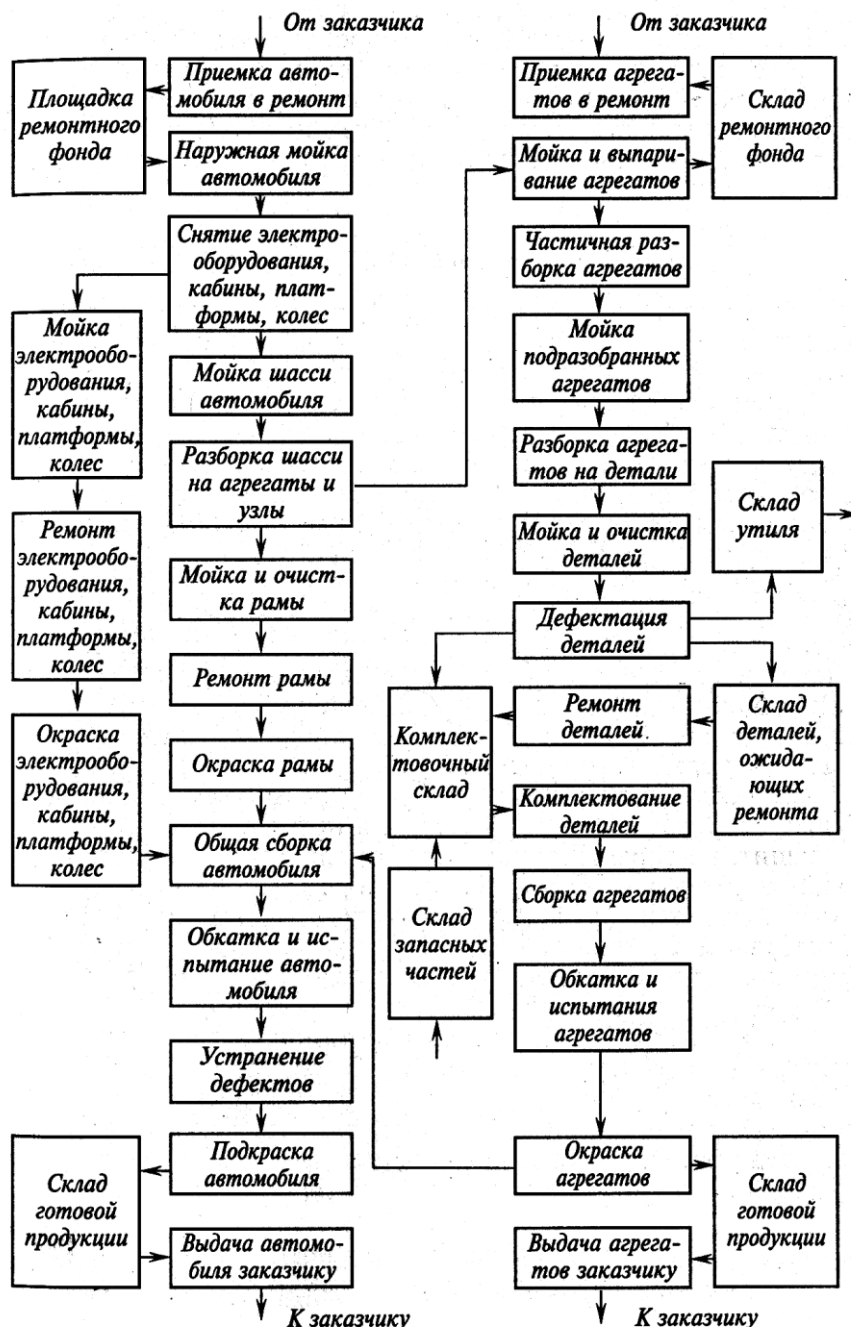 От заказчика
Приемка авто-
мобиля в ремонт
Площадка
ремонтного
фонда
Наружная мойка
автомобиля
Снятие электро-
оборудования,
кабины, плат-
формы, колес
Мойка
электрообо-
рудования,
кабины,
платформы,
колес
Мойка шасси
автомобиля
Разборка шасси
на агрегаты и
узлы
Ремонт
электрообо-
рудования,
кабины,
платформы,
колес
Мойка и очист-
ка рамы
Ремонт рамы
Окраска
электрообо-
рудования,
кабины,
платформы,
колес
Окраска рамы
Общая сборка
автомобиля
Обкатка и ис-
пытание авто-
мобиля
Устранение
дефектов
Подкраска
автомобиля
Склад
готовой
продукции
Выдача автомо-
биля заказчику
К заказчику
От заказчика
Приемка агрега-
тов в ремонт
Склад
ремонтного
фонда
Мойка и выпари-
вание агрегатов
Частичная раз-
борка агрегатов
Мойка
подразобранных
агрегатов
Разборка агрега-
тов на детали
Склад
утиля
Мойка и очистка
деталей
Дефектация
деталей
Комплек-
товочный
склад
Ремонт
деталей
Склад
деталей,
ожида-
ющих
ремонта
Комплектование
деталей
Склад
запасных
частей
Сборка агрегатов
Обкатка и
испытания
агрегатов
Окраска
агрегатов
Склад
готовой
продукции
Выдача агрега-
тов заказчику
К заказчику